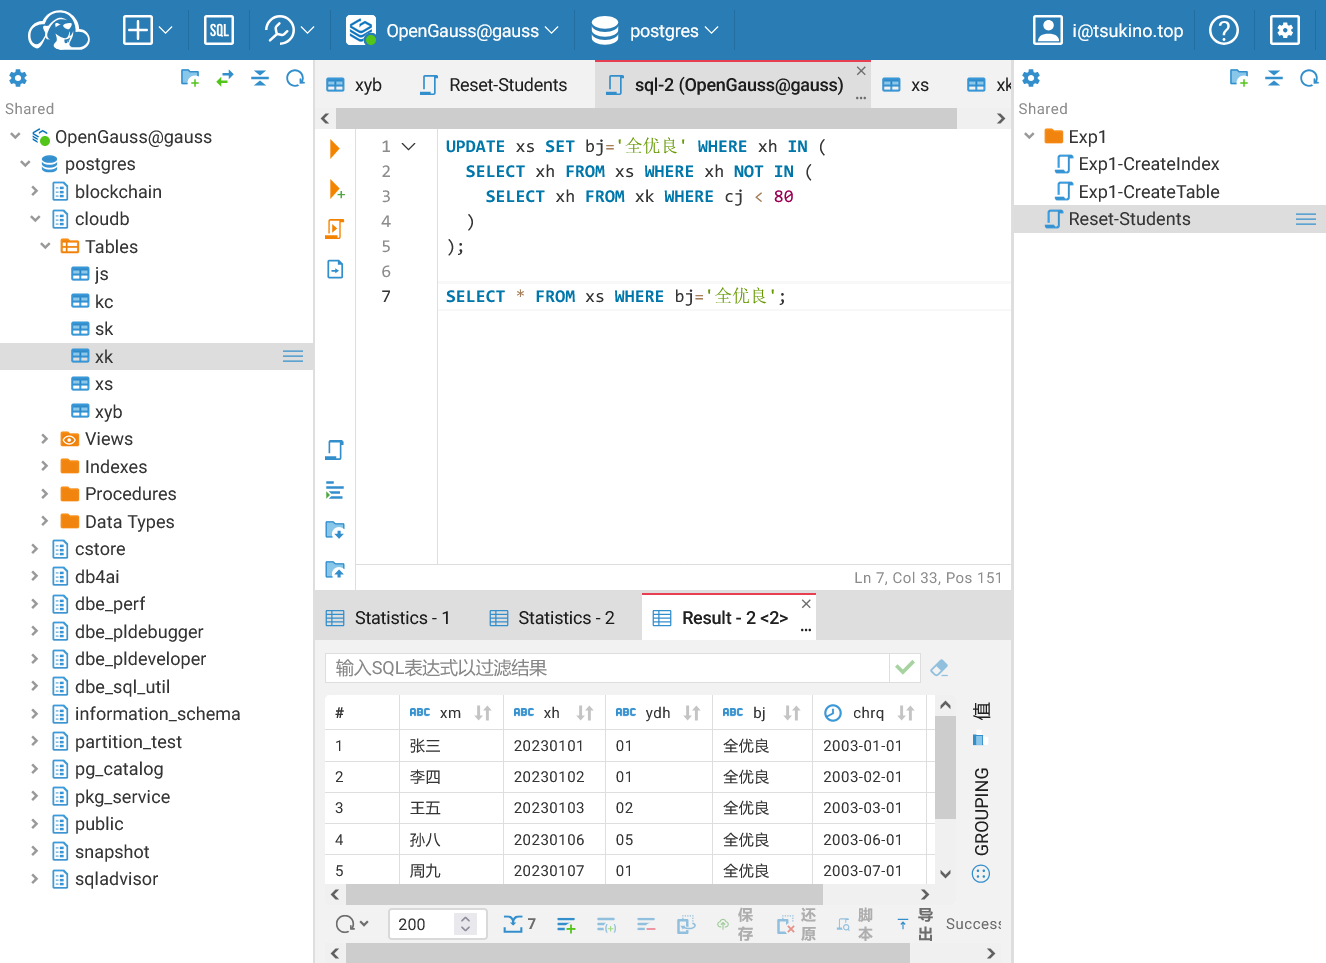 SQL
OpenGauss@gauss
postgres
i@tsukino.top
Shared
OpenGauss@gauss
postgres
blockchain
cloudb
Tables
js
kc
sk
xk
xs
xyb
Views
Indexes
Procedures
Data Types
cstore
db4ai
dbe_perf
dbe_pldebugger
dbe_pldeveloper
dbe_sql_util
information_schema
partition_test
pg_catalog
pkg_service
public
snapshot
sqladvisor
xyb
Reset-Students
sql-2 (OpenGauss@gauss)
xs
xk
1 UPDATE xs SET bj='全优良' WHERE xh IN (
2 SELECT xh FROM xs WHERE xh NOT IN (
3 SELECT xh FROM xk WHERE cj < 80
4 )
5 );
6
7 SELECT * FROM xs WHERE bj='全优良';
Ln 7, Col 33, Pos 151
Statistics - 1
Statistics - 2
Result - 2 <2>
输入SQL表达式以过滤结果
# ABC xm ABC xh ABC ydh ABC bj chrq
1 张三 20230101 01 全优良 2003-01-01
2 李四 20230102 01 全优良 2003-02-01
3 王五 20230103 02 全优良 2003-03-01
4 孙八 20230106 05 全优良 2003-06-01
5 周九 20230107 01 全优良 2003-07-01
值
GROUPING
200
7
保存
还原
脚本
导出
Success
Shared
Exp1
Exp1-CreateIndex
Exp1-CreateTable
Reset-Students